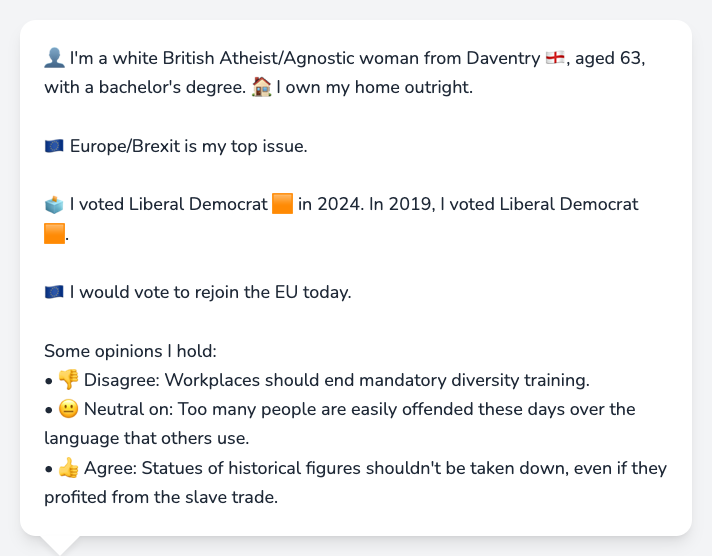 👤 I'm a white British Atheist/Agnostic woman from Daventry 🏴󠁧󠁢󠁥󠁮󠁧󠁿, aged 63,
with a bachelor's degree. 🏠 I own my home outright.
🇪🇺 Europe/Brexit is my top issue.
🗳️ I voted Liberal Democrat 🟧 in 2024. In 2019, I voted Liberal Democrat
🟧.
🇪🇺 I would vote to rejoin the EU today.
Some opinions I hold:
• 👎 Disagree: Workplaces should end mandatory diversity training.
• 😐 Neutral on: Too many people are easily offended these days over the
language that others use.
• 👍 Agree: Statues of historical figures shouldn't be taken down, even if they
profited from the slave trade.